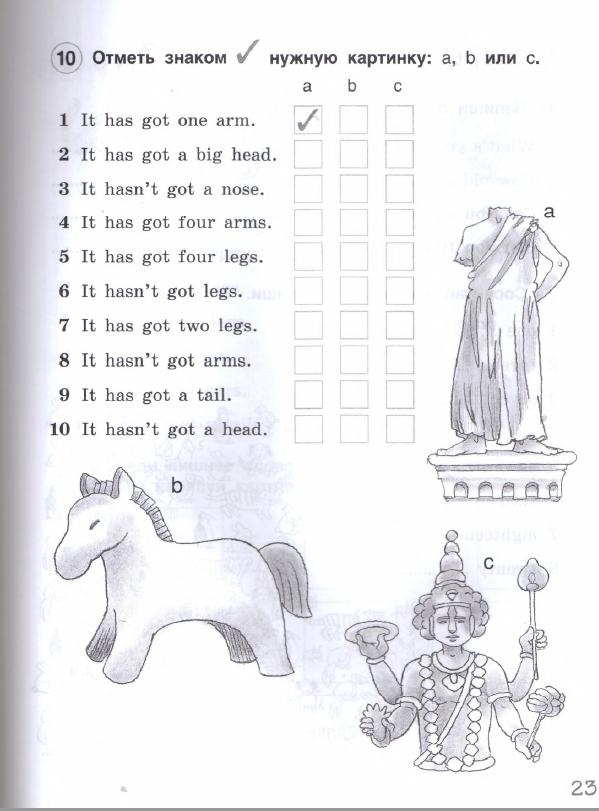 10 Отметь знаком ✓ нужную картинку: a, b или c.
a b c
1 It has got one arm. ✓
2 It has got a big head.
3 It hasn't got a nose.
4 It has got four arms.
5 It has got four legs.
6 It hasn't got legs.
7 It has got two legs.
8 It hasn't got arms.
9 It has got a tail.
10 It hasn't got a head.
a
b
c
23